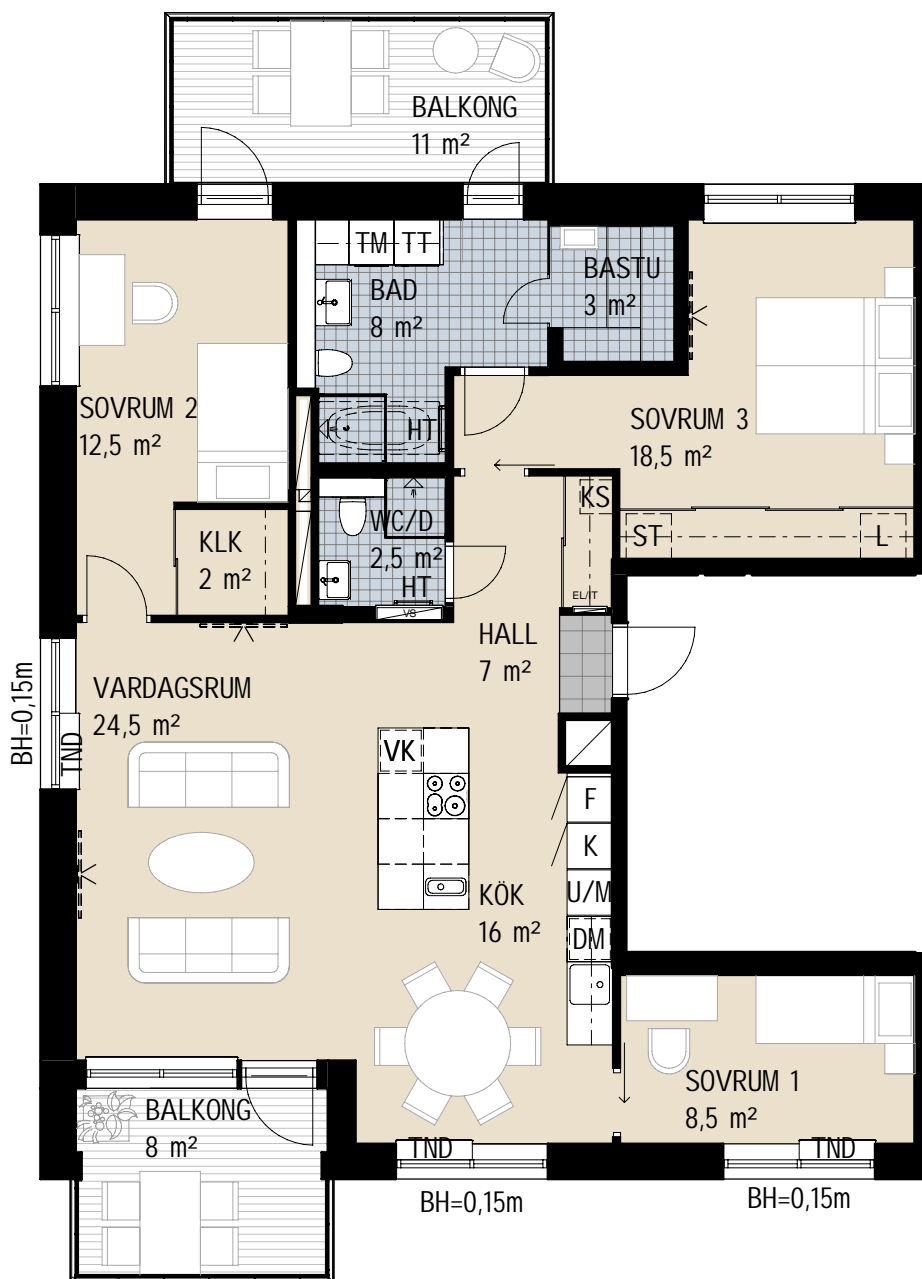 BALKONG
11 m²
TM
TT
BAD
8 m²
BASTU
3 m²
SOVRUM 2
12,5 m²
HT
SOVRUM 3
18,5 m²
KLK
2 m²
WC/D
2,5 m²
HT
VS
KS
ST
L
EL/IT
HALL
7 m²
VARDAGSRUM
24,5 m²
BH=0,15m
TND
VK
F
K
U/M
DM
KÖK
16 m²
SOVRUM 1
8,5 m²
BALKONG
8 m²
TND
TND
BH=0,15m
BH=0,15m